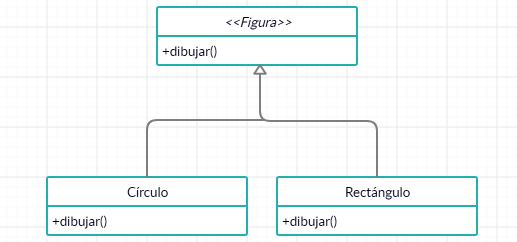 <<Figura>>
+dibujar()
Círculo
+dibujar()
Rectángulo
+dibujar()